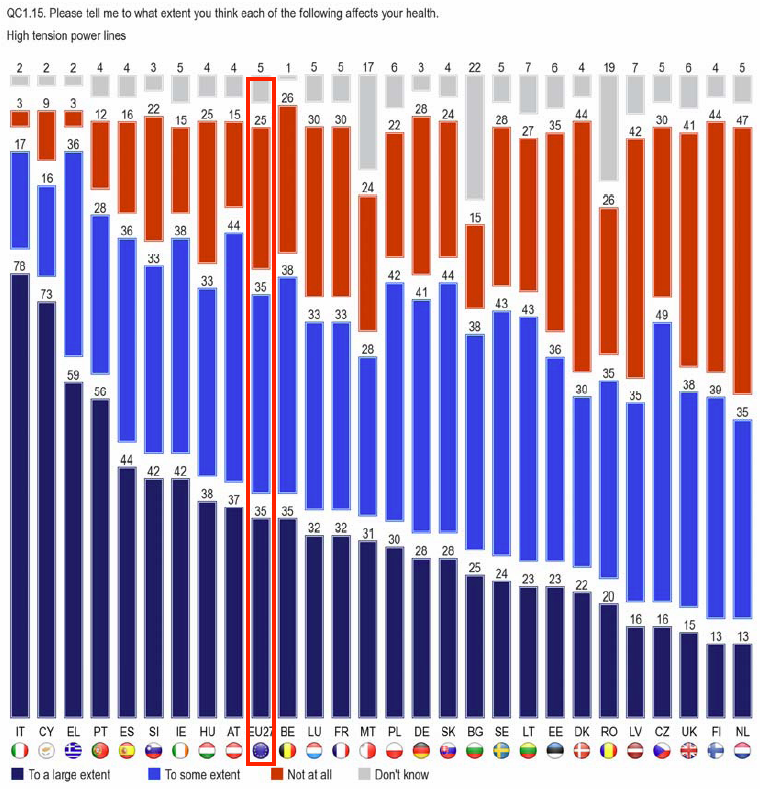 QC1.15. Please tell me to what extent you think each of the following affects your health.
High tension power lines
2 2 2 4 4 3 5 4 4 5 1 5 5 17 6 3 4 22 5 7 6 4 19 7 5 6 4 5
3 9 3 12 16 22 15 25 15 25 26 30 30 24 22 28 24 15 28 27 35 44 26 42 30 41 44 47
17 16 36 28 36 33 38 33 44 35 38 33 33 28 42 41 44 38 43 43 36 30 35 35 49 38 39 35
78 73 59 56 44 42 42 38 37 35 35 32 32 31 30 28 28 25 24 23 23 22 20 16 16 15 13 13
IT CY EL PT ES SI IE HU AT EU27 BE LU FR MT PL DE SK BG SE LT EE DK RO LV CZ UK FI NL
To a large extent To some extent Not at all Don't know